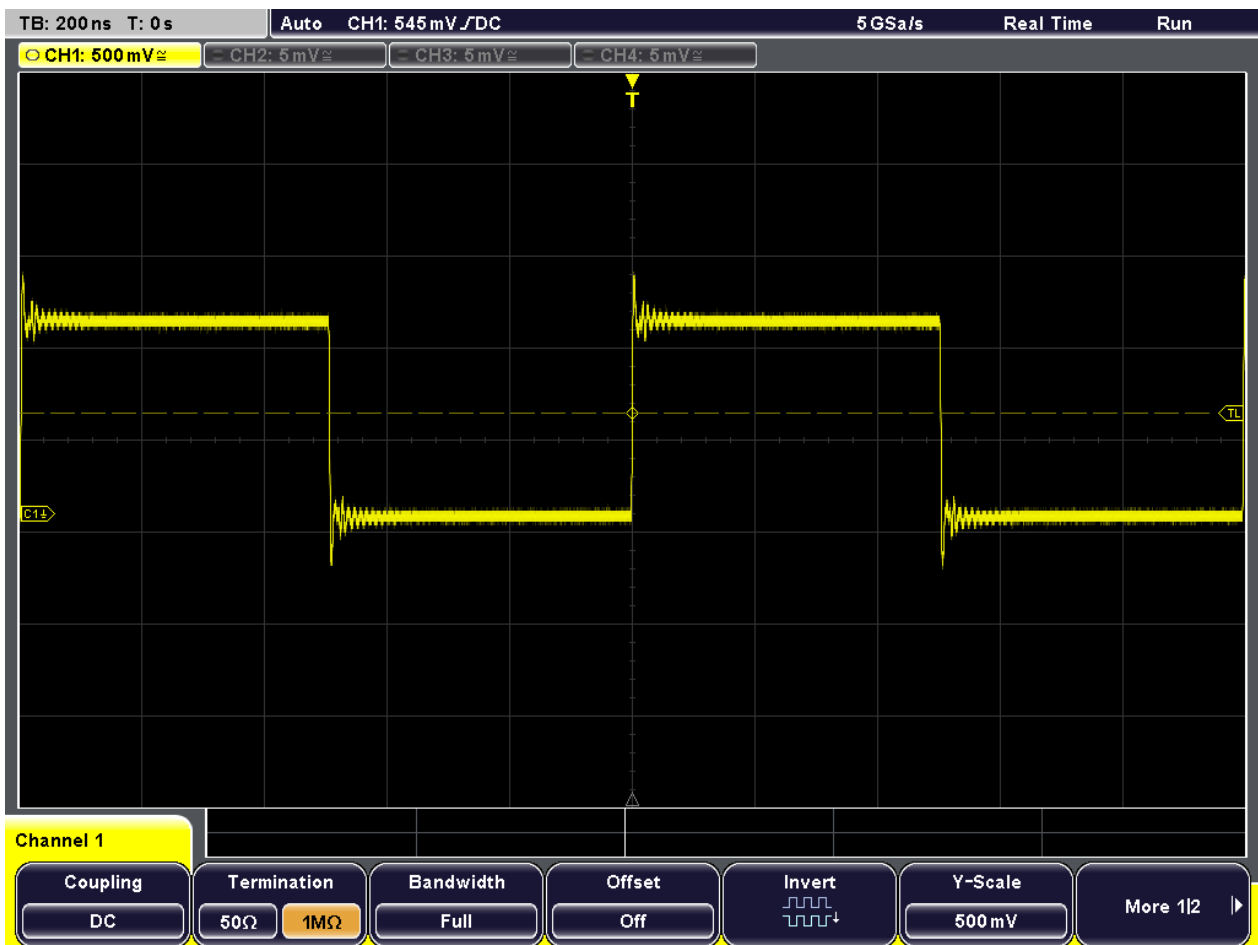 TB: 200 ns T: 0 s Auto CH1: 545 mV DC 5 GSa/s Real Time Run
CH1: 500 mV≅ CH2: 5 mV≅ CH3: 5 mV≅ CH4: 5 mV≅
T
TL
C1
Channel 1
Coupling Termination Bandwidth Offset Invert Y-Scale More 1|2
DC 50Ω 1MΩ Full Off 500 mV